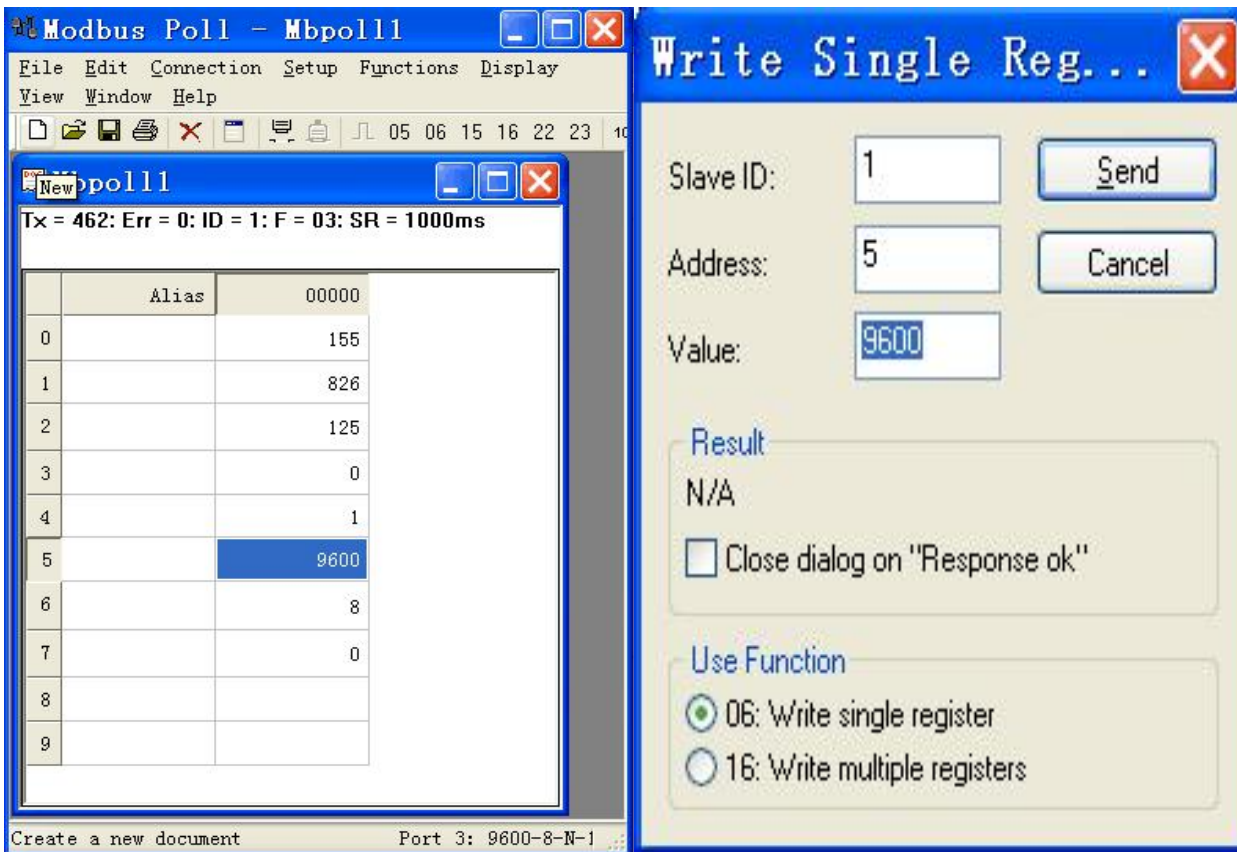 Modbus Poll - Mbpoll1
File Edit Connection Setup Functions Display
View Window Help
05 06 15 16 22 23
New
bpoll1
Tx = 462: Err = 0: ID = 1: F = 03: SR = 1000ms
Alias 00000
0 155
1 826
2 125
3 0
4 1
5 9600
6 8
7 0
8
9
Create a new document Port 3: 9600-8-N-1
Write Single Reg...
Slave ID: 1 Send
Address: 5 Cancel
Value: 9600
Result
N/A
Close dialog on "Response ok"
Use Function
06: Write single register
16: Write multiple registers